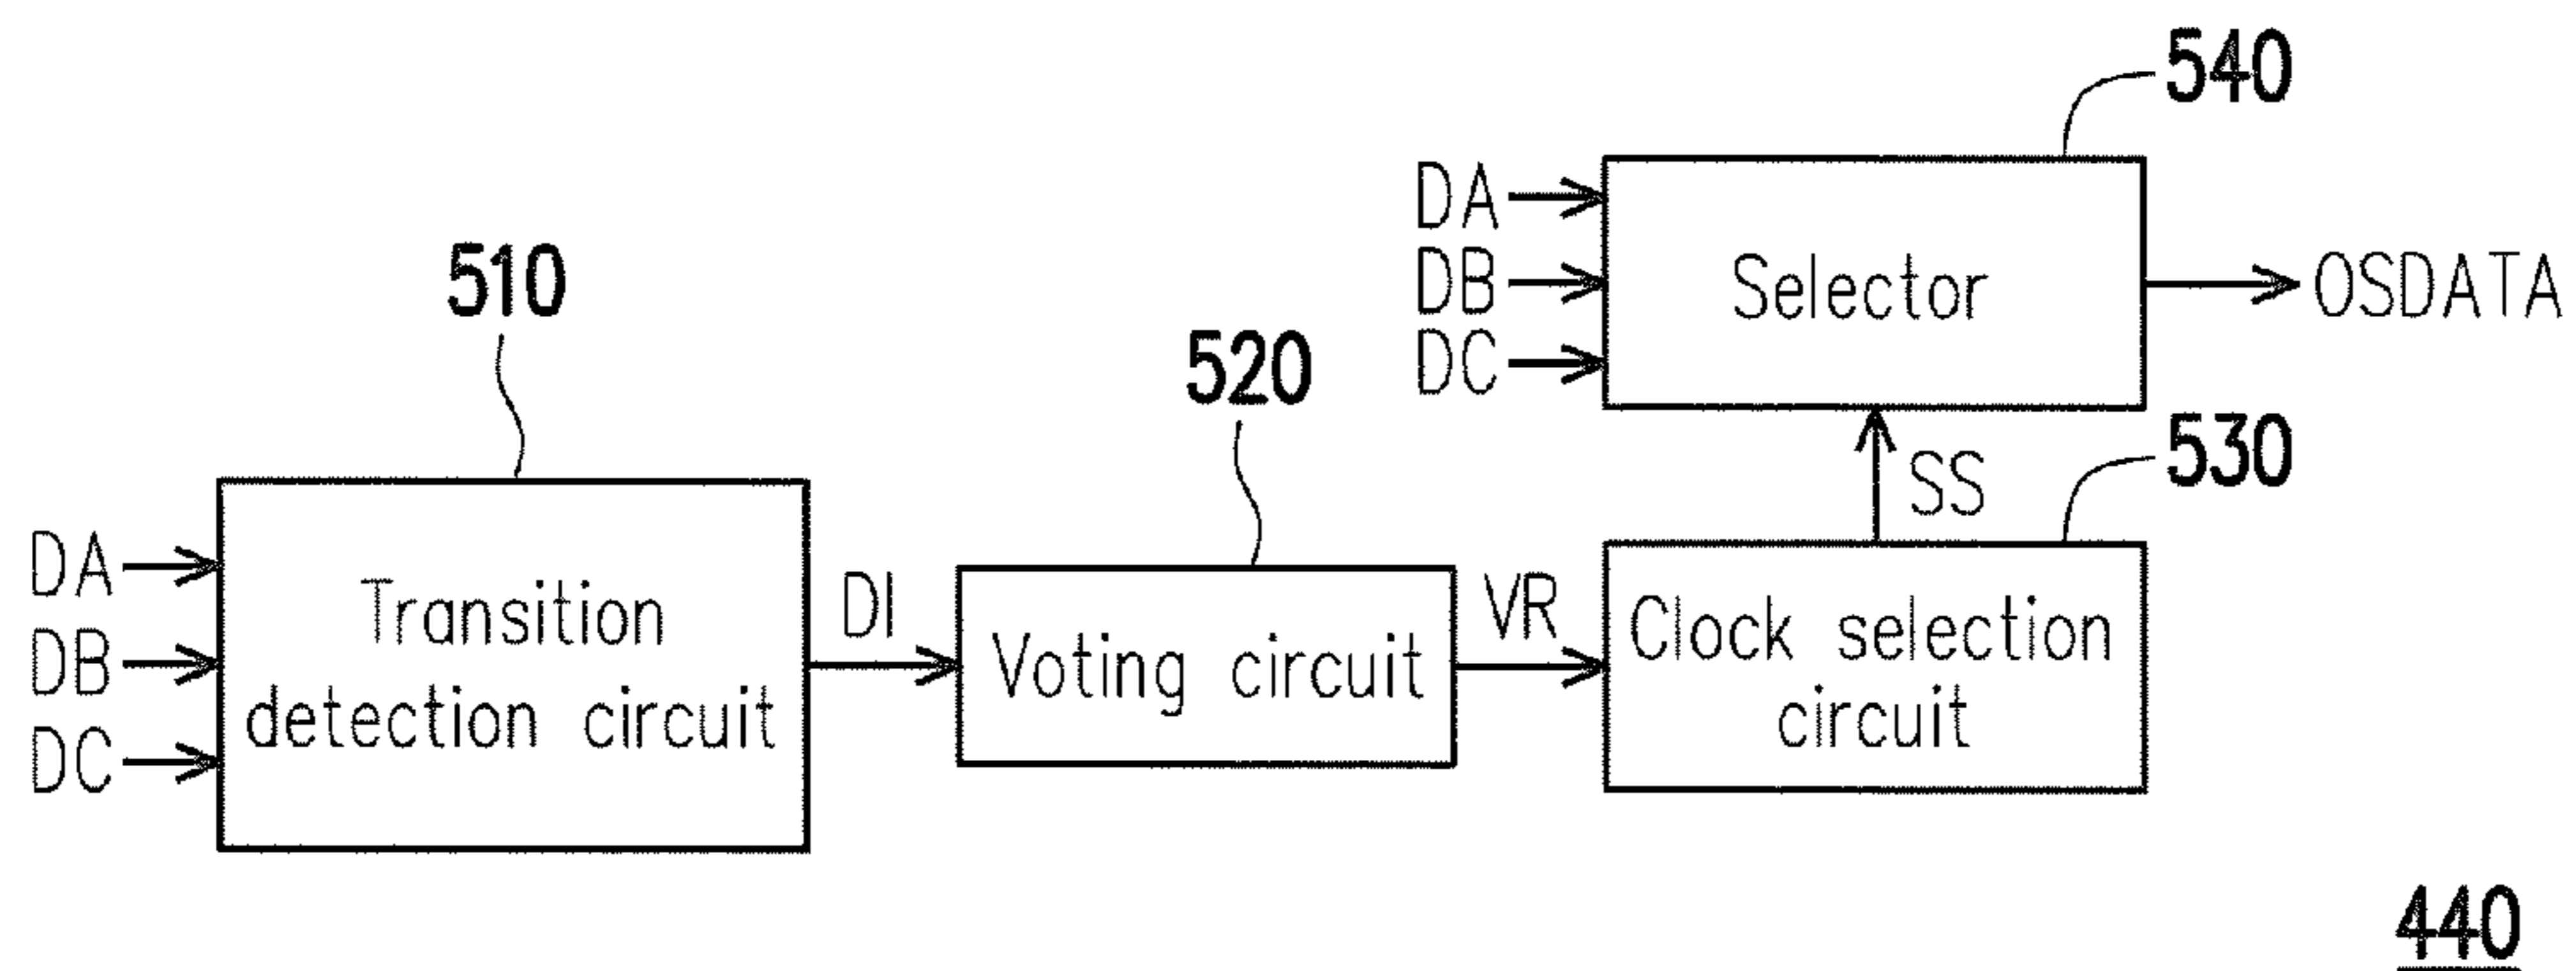 540
DA
DB
DC
Selector
OSDATA
510
520
SS
530
DA
DB
DC
Transition
detection circuit
DI
Voting circuit
VR
Clock selection
circuit
440